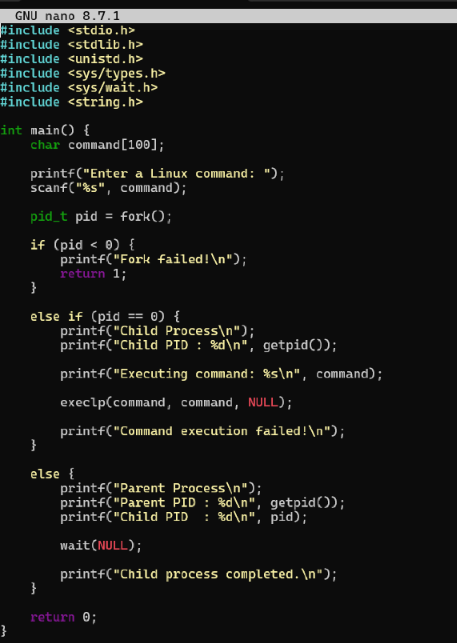 GNU nano 8.7.1
#include <stdio.h>
#include <stdlib.h>
#include <unistd.h>
#include <sys/types.h>
#include <sys/wait.h>
#include <string.h>
int main() {
    char command[100];
    printf("Enter a Linux command: ");
    scanf("%s", command);
    pid_t pid = fork();
    if (pid < 0) {
        printf("Fork failed!\n");
        return 1;
    }
    else if (pid == 0) {
        printf("Child Process\n");
        printf("Child PID : %d\n", getpid());
        printf("Executing command: %s\n", command);
        execlp(command, command, NULL);
        printf("Command execution failed!\n");
    }
    else {
        printf("Parent Process\n");
        printf("Parent PID : %d\n", getpid());
        printf("Child PID  : %d\n", pid);
        wait(NULL);
        printf("Child process completed.\n");
    }
    return 0;
}